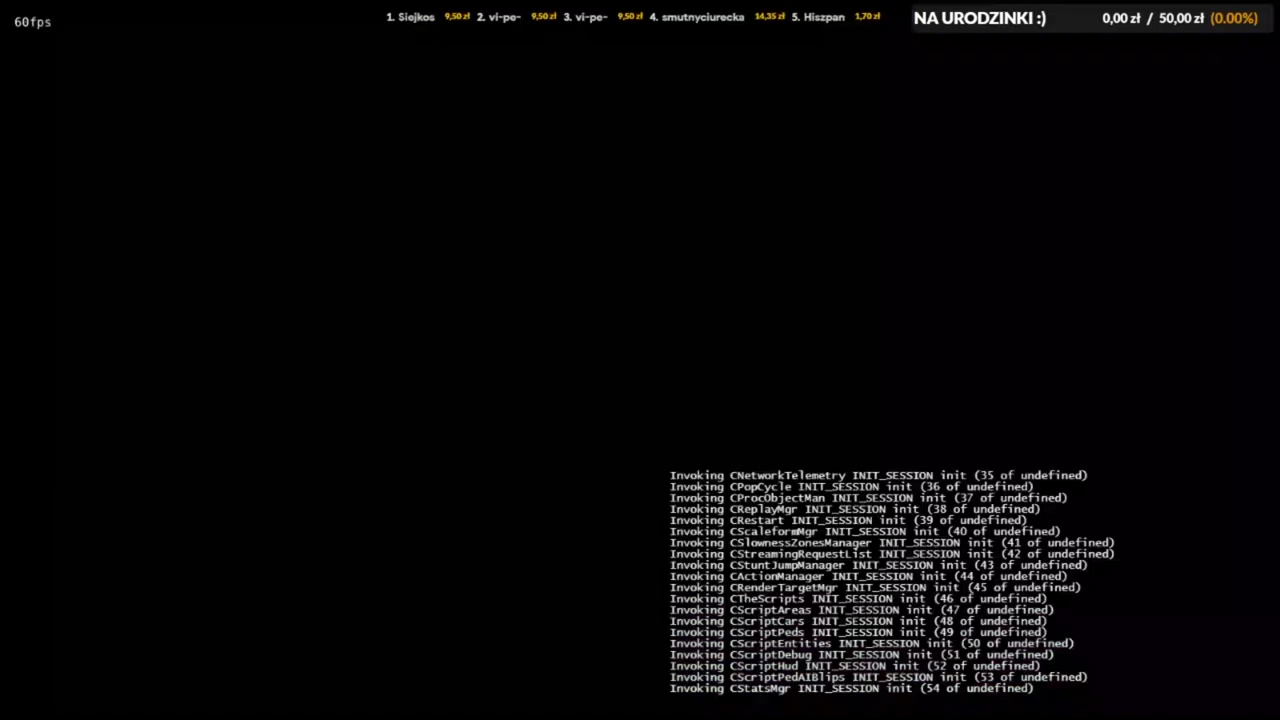 60fps
1. Siejkos 9,50 zł 2. vi-pe- 9,50 zł 3. vi-pe- 9,50 zł 4. smutnyciurecka 14,35 zł 5. Hiszpan 1,70 zł
NA URODZINKI :) 0,00 zł / 50,00 zł (0.00%)
Invoking CNetworkTelemetry INIT_SESSION init (35 of undefined)
Invoking CPopCycle INIT_SESSION init (36 of undefined)
Invoking CProcObjectMan INIT_SESSION init (37 of undefined)
Invoking CReplayMgr INIT_SESSION init (38 of undefined)
Invoking CRestart INIT_SESSION init (39 of undefined)
Invoking CScaleformMgr INIT_SESSION init (40 of undefined)
Invoking CSlownessZonesManager INIT_SESSION init (41 of undefined)
Invoking CStreamingRequestList INIT_SESSION init (42 of undefined)
Invoking CStuntJumpManager INIT_SESSION init (43 of undefined)
Invoking CActionManager INIT_SESSION init (44 of undefined)
Invoking CRenderTargetMgr INIT_SESSION init (45 of undefined)
Invoking CTheScripts INIT_SESSION init (46 of undefined)
Invoking CScriptAreas INIT_SESSION init (47 of undefined)
Invoking CScriptCars INIT_SESSION init (48 of undefined)
Invoking CScriptPeds INIT_SESSION init (49 of undefined)
Invoking CScriptEntities INIT_SESSION init (50 of undefined)
Invoking CScriptDebug INIT_SESSION init (51 of undefined)
Invoking CScriptHud INIT_SESSION init (52 of undefined)
Invoking CScriptPedAIBlips INIT_SESSION init (53 of undefined)
Invoking CStatsMgr INIT_SESSION init (54 of undefined)